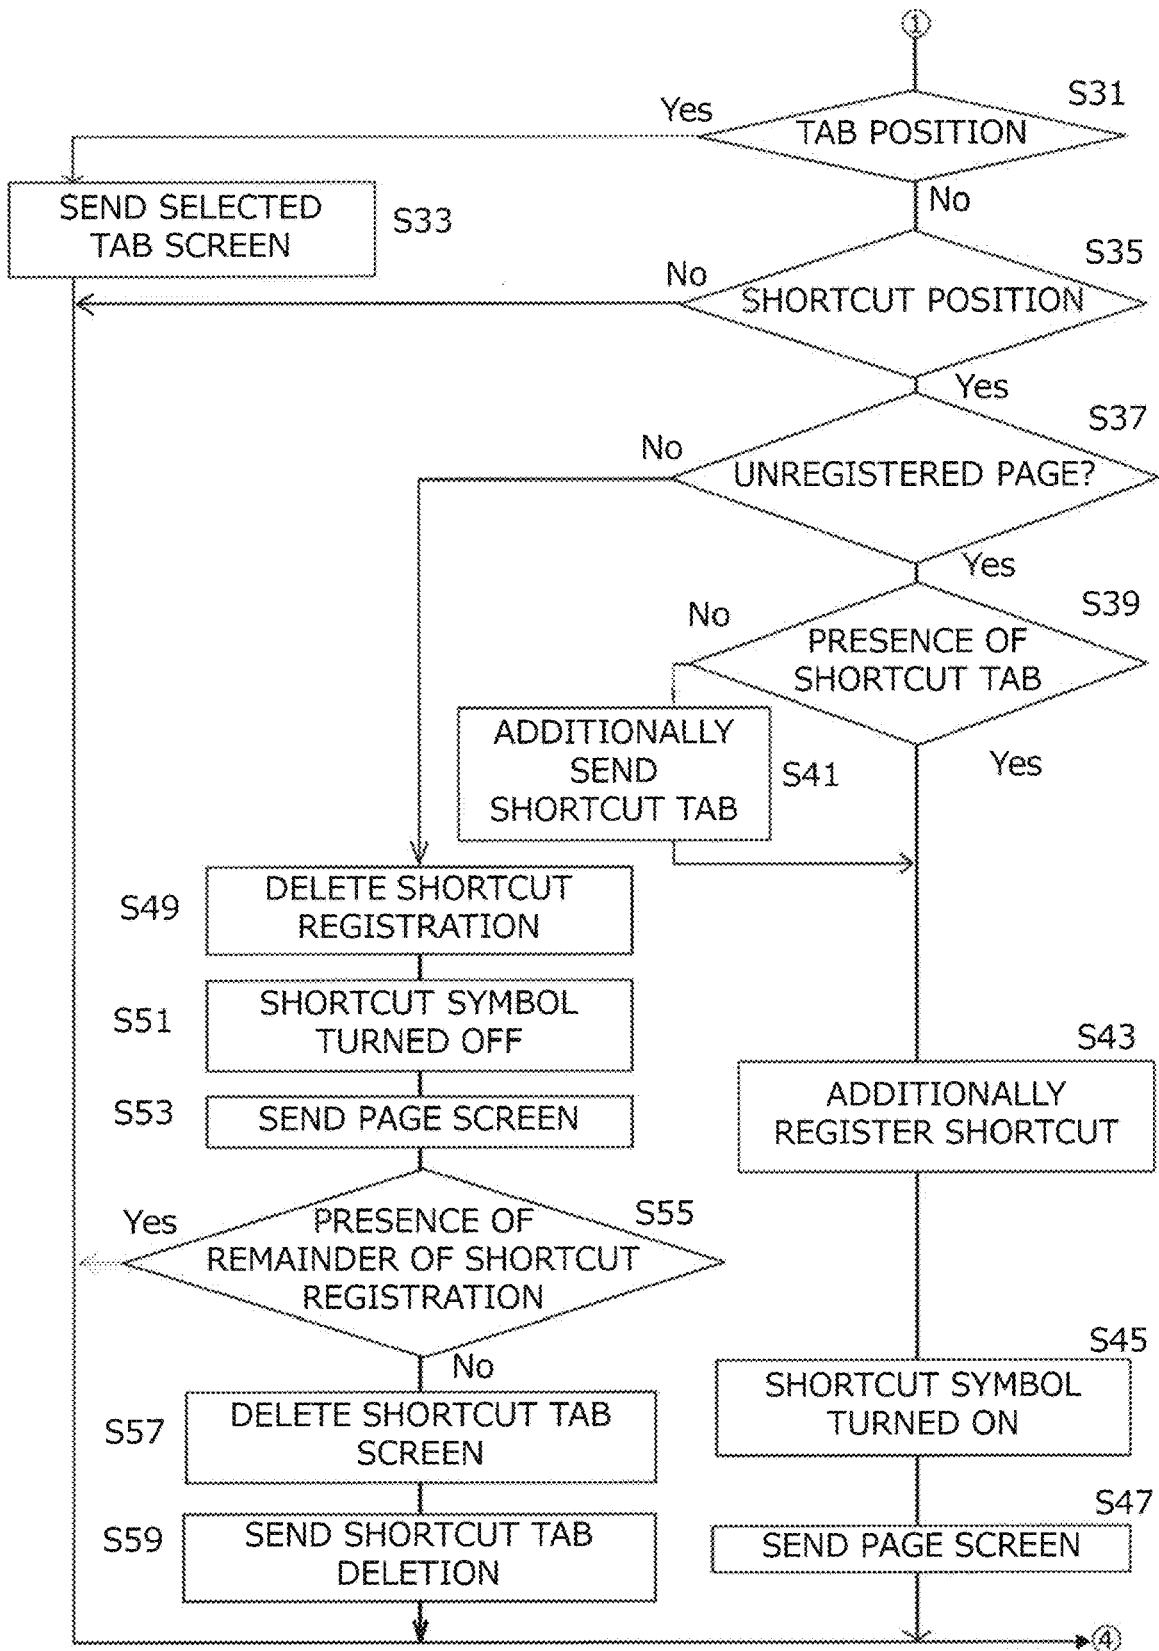 ①
S31
Yes
TAB POSITION
No
SEND SELECTED
TAB SCREEN
S33
S35
No
SHORTCUT POSITION
Yes
S37
No
UNREGISTERED PAGE?
Yes
S39
No
PRESENCE OF
SHORTCUT TAB
Yes
ADDITIONALLY
SEND
SHORTCUT TAB
S41
S49
DELETE SHORTCUT
REGISTRATION
S51
SHORTCUT SYMBOL
TURNED OFF
S43
ADDITIONALLY
REGISTER SHORTCUT
S53
SEND PAGE SCREEN
Yes
S55
PRESENCE OF
REMAINDER OF SHORTCUT
REGISTRATION
No
S45
SHORTCUT SYMBOL
TURNED ON
S57
DELETE SHORTCUT TAB
SCREEN
S47
SEND PAGE SCREEN
S59
SEND SHORTCUT TAB
DELETION
④